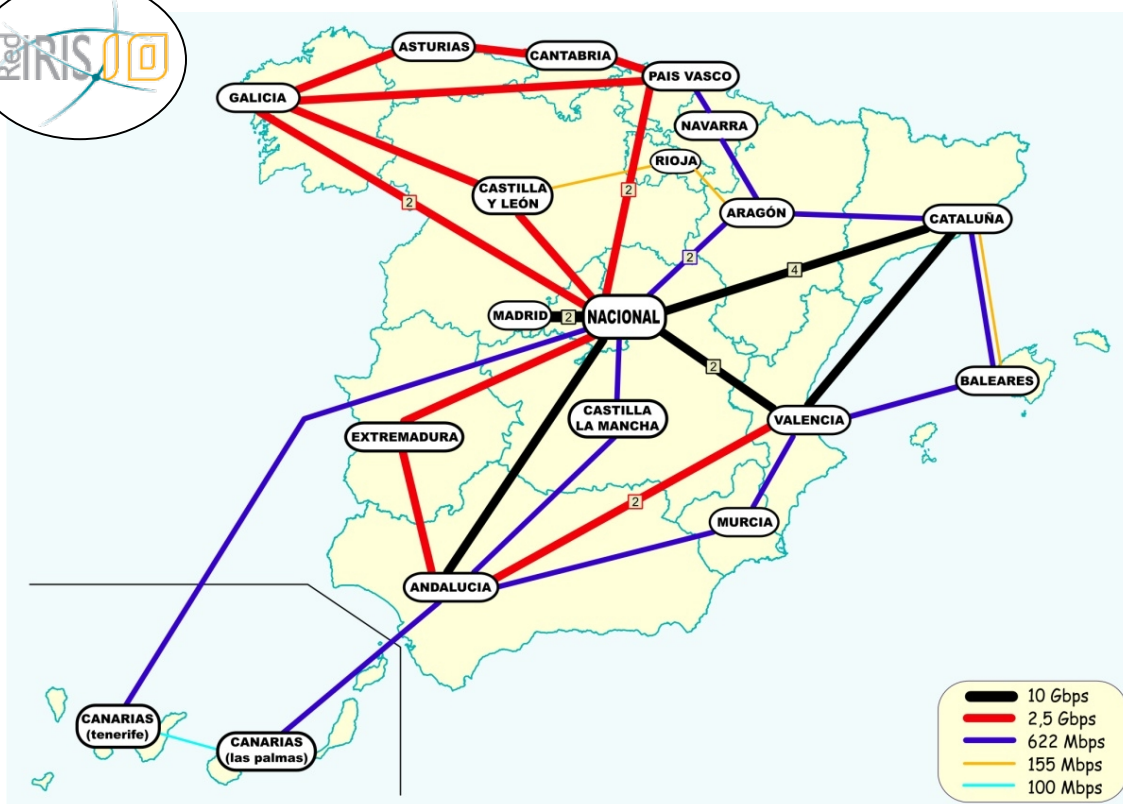 Red
iRIS10
ASTURIAS
CANTABRIA
PAIS VASCO
GALICIA
NAVARRA
RIOJA
CASTILLA
Y LEÓN
2
2
ARAGÓN
CATALUÑA
2
4
MADRID
2
NACIONAL
2
BALEARES
CASTILLA
LA MANCHA
VALENCIA
EXTREMADURA
2
MURCIA
ANDALUCIA
CANARIAS
(tenerife)
CANARIAS
(las palmas)
10 Gbps
2,5 Gbps
622 Mbps
155 Mbps
100 Mbps